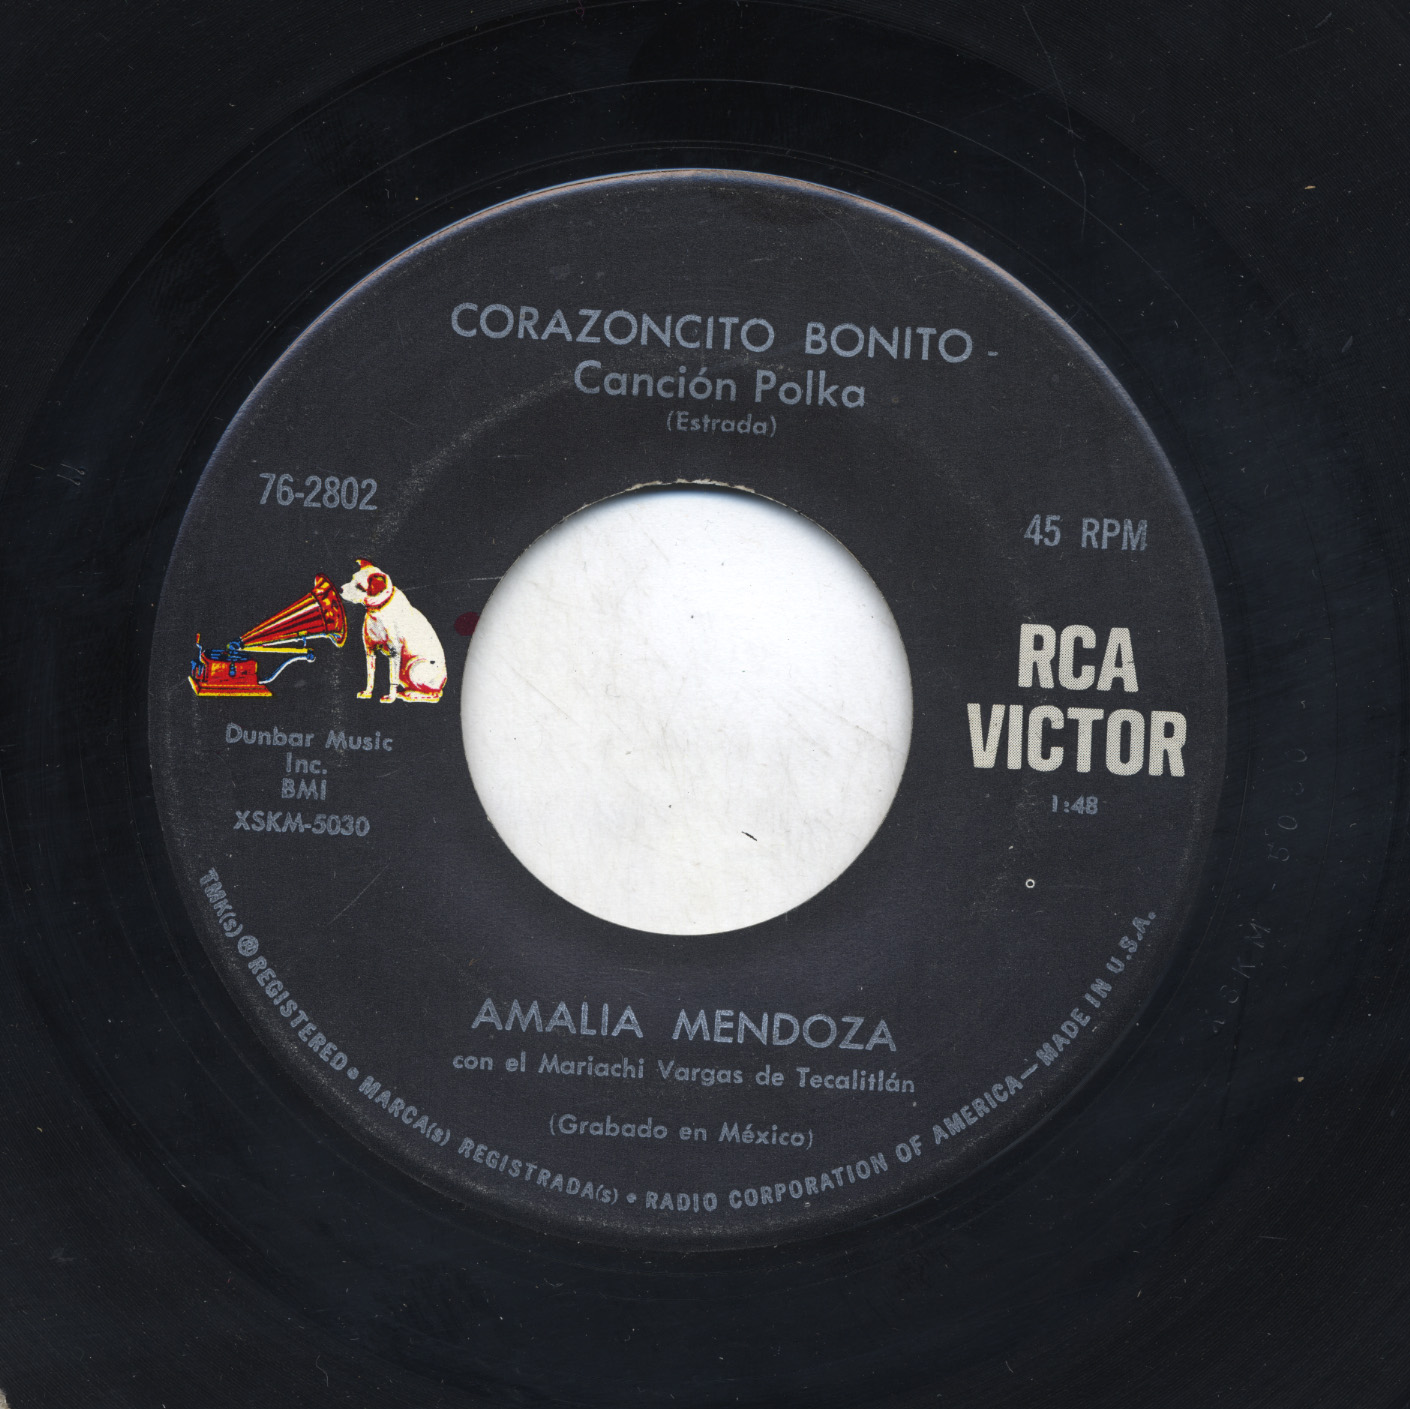 CORAZONCITO BONITO -
Canción Polka
(Estrada)
76-2802
45 RPM
RCA
VICTOR
1:48
Dunbar Music
Inc.
BMI
XSKM-5030
AMALIA MENDOZA
con el Mariachi Vargas de Tecalitlán
(Grabado en México)
TMK(s) ® REGISTERED • MARCA(s) REGISTRADA(s) • RADIO CORPORATION OF AMERICA—MADE IN U.S.A.